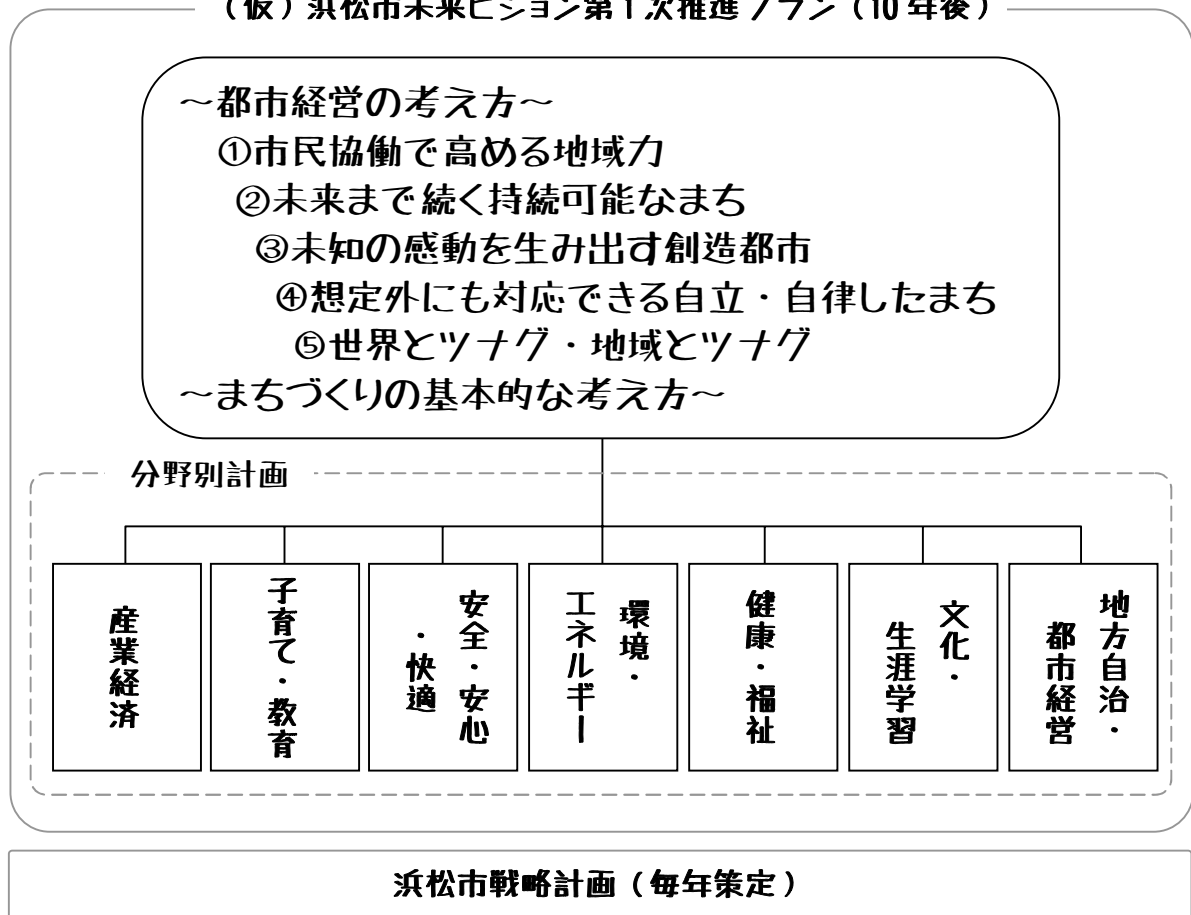 （仮）浜松市未来ビジョン第１次推進プラン（10 年後）
～都市経営の考え方～
①市民協働で高める地域力
②未来まで続く持続可能なまち
③未知の感動を生み出す創造都市
④想定外にも対応できる自立・自律したまち
⑤世界とツナグ・地域とツナグ
～まちづくりの基本的な考え方～
分野別計画
産業経済
子育て・教育
安全・安心
・快適
環境・
エネルギー
健康・福祉
文化・
生涯学習
地方自治・
都市経営
浜松市戦略計画（毎年策定）